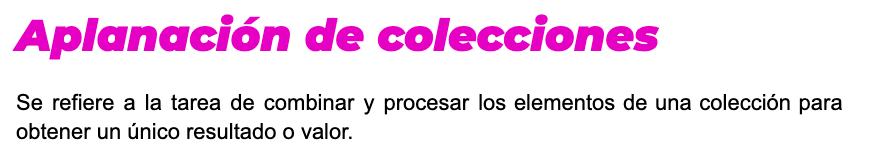 Aplanación de colecciones
Se refiere a la tarea de combinar y procesar los elementos de una colección para
obtener un único resultado o valor.